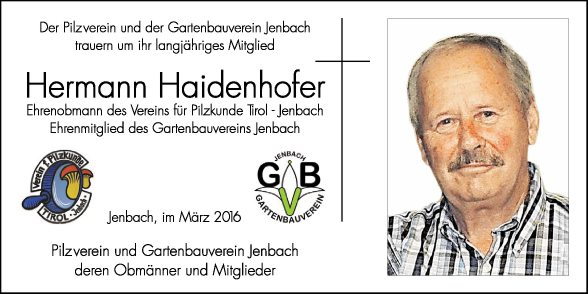 Der Pilzverein und der Gartenbauverein Jenbach
trauern um ihr langjähriges Mitglied
Hermann Haidenhofer
Ehrenobmann des Vereins für Pilzkunde Tirol - Jenbach
Ehrenmitglied des Gartenbauvereins Jenbach
Verein f. Pilzkunde
TIROL - Jenbach
JENBACH
GVB
GARTENBAUVEREIN
Jenbach, im März 2016
Pilzverein und Gartenbauverein Jenbach
deren Obmänner und Mitglieder